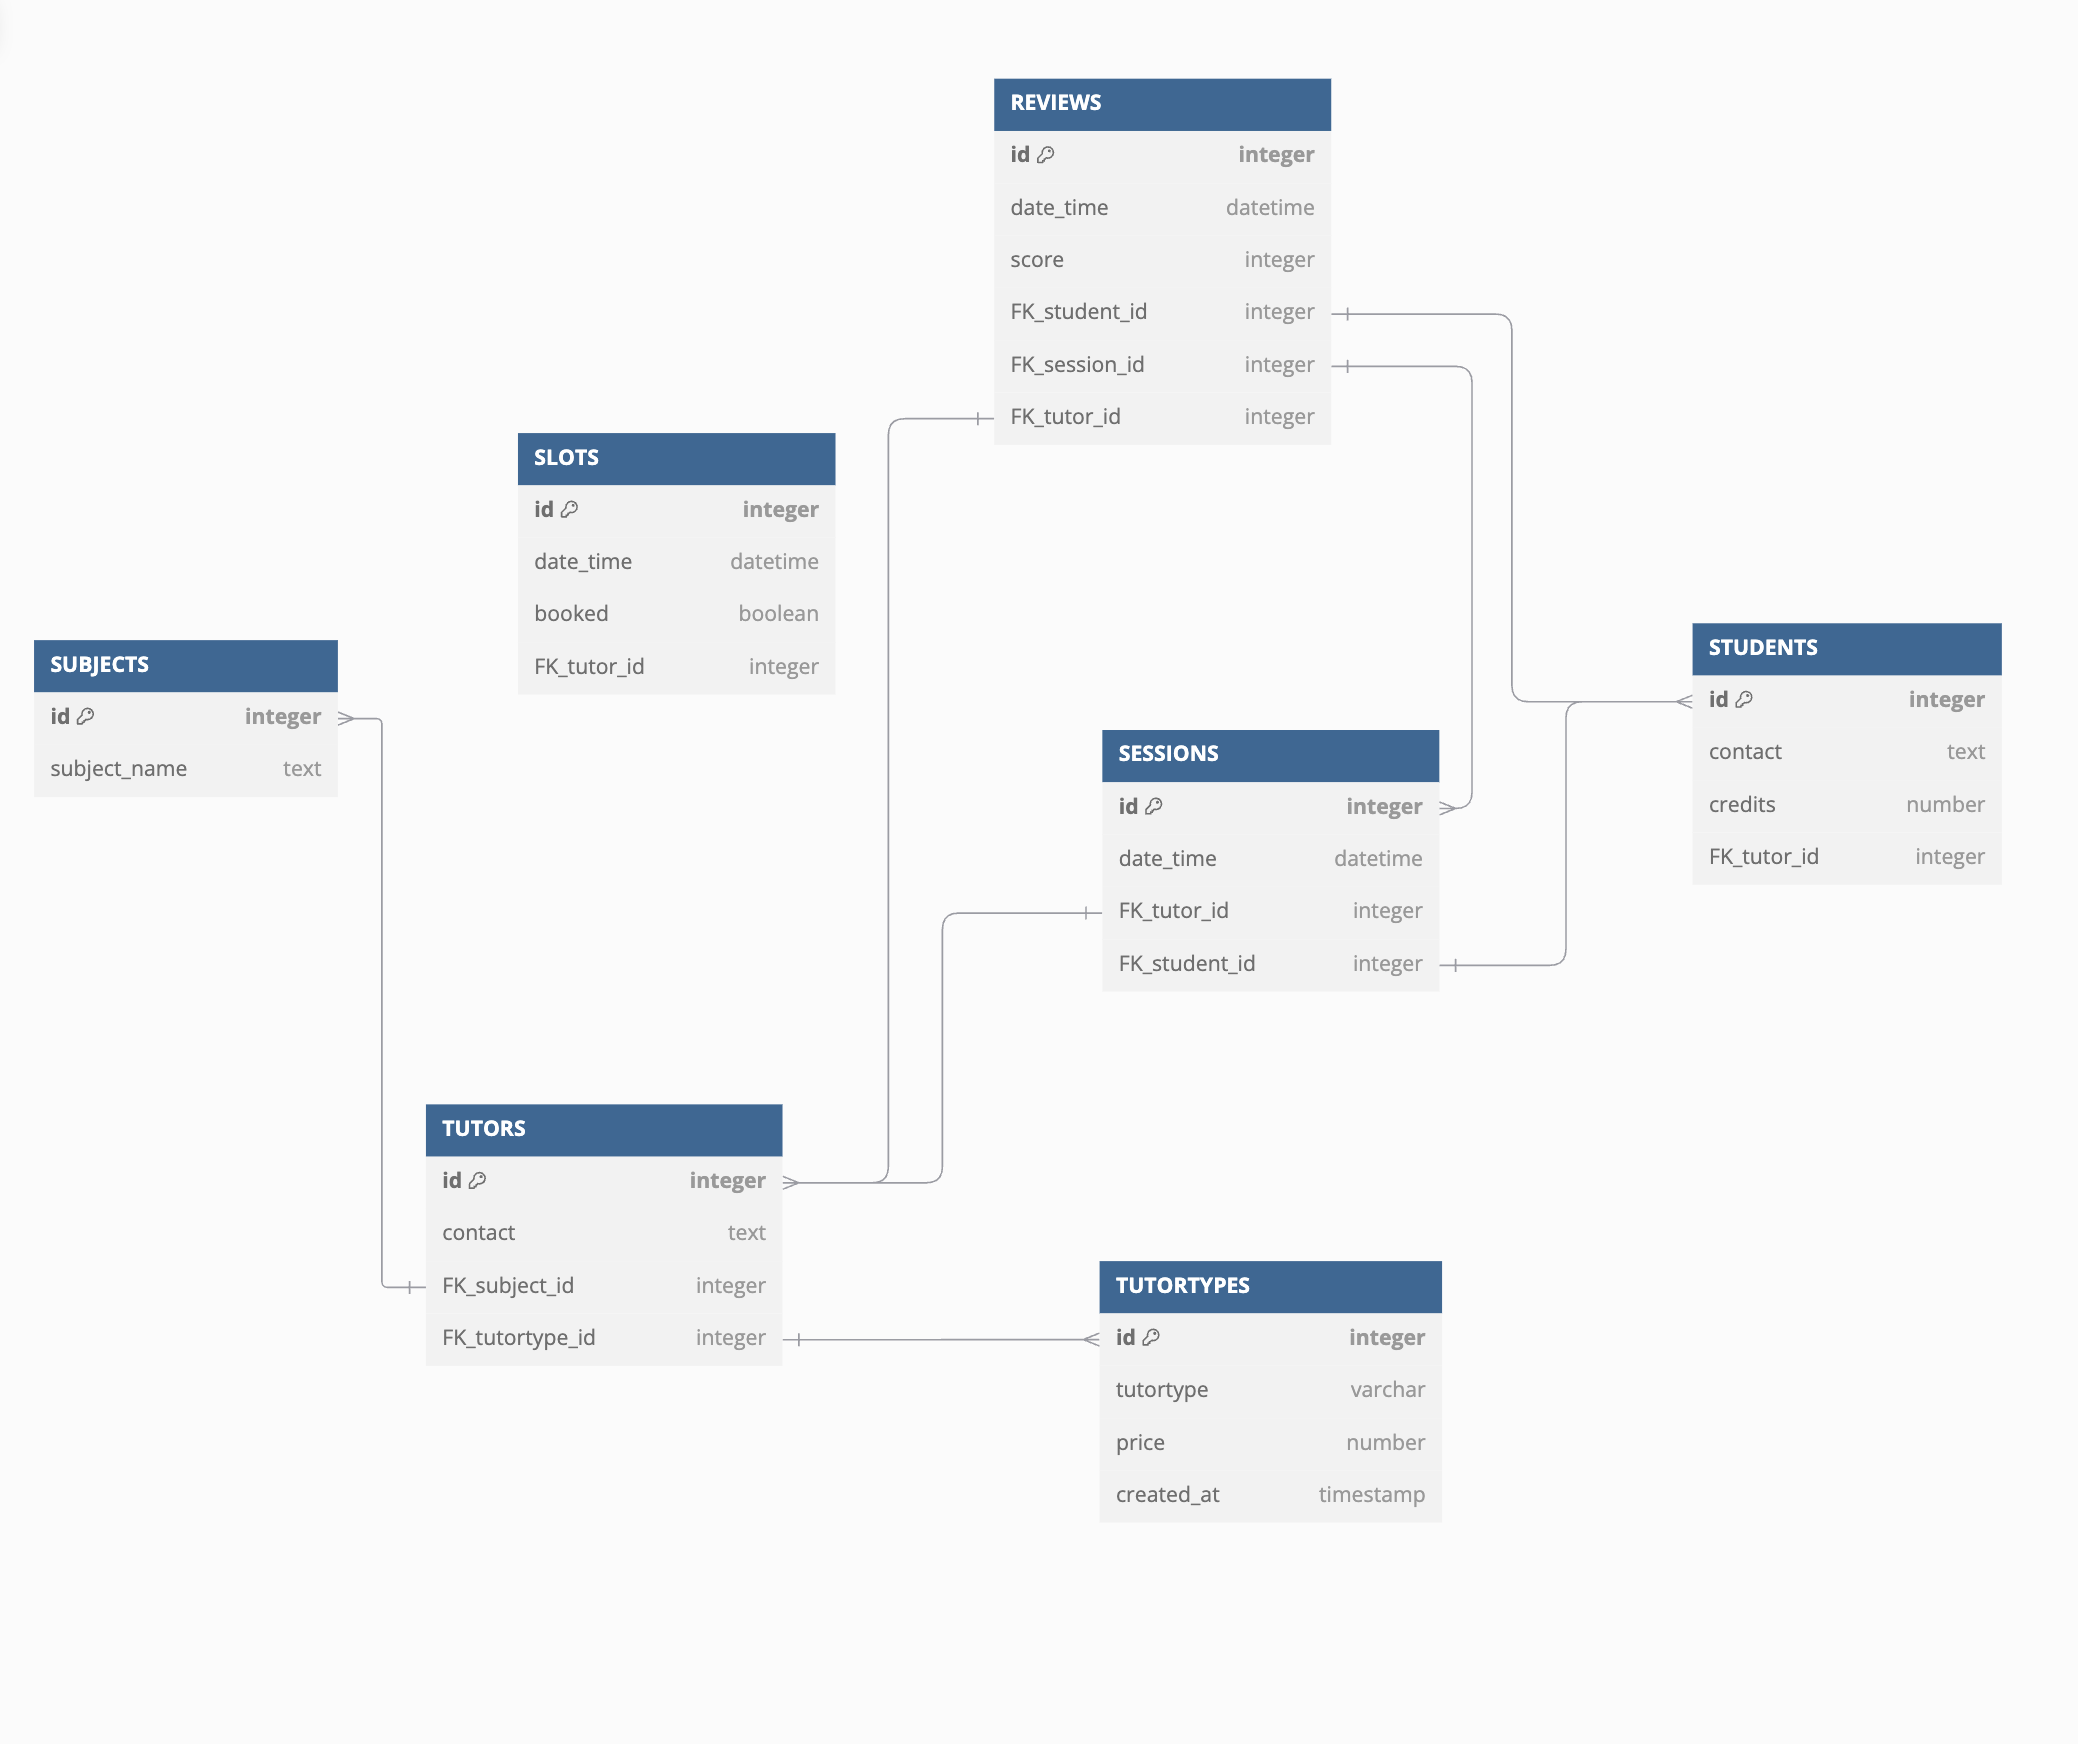 REVIEWS
id integer
date_time datetime
score integer
FK_student_id integer
FK_session_id integer
FK_tutor_id integer
SLOTS
id integer
date_time datetime
booked boolean
FK_tutor_id integer
SUBJECTS
id integer
subject_name text
STUDENTS
id integer
contact text
credits number
FK_tutor_id integer
SESSIONS
id integer
date_time datetime
FK_tutor_id integer
FK_student_id integer
TUTORS
id integer
contact text
FK_subject_id integer
FK_tutortype_id integer
TUTORTYPES
id integer
tutortype varchar
price number
created_at timestamp